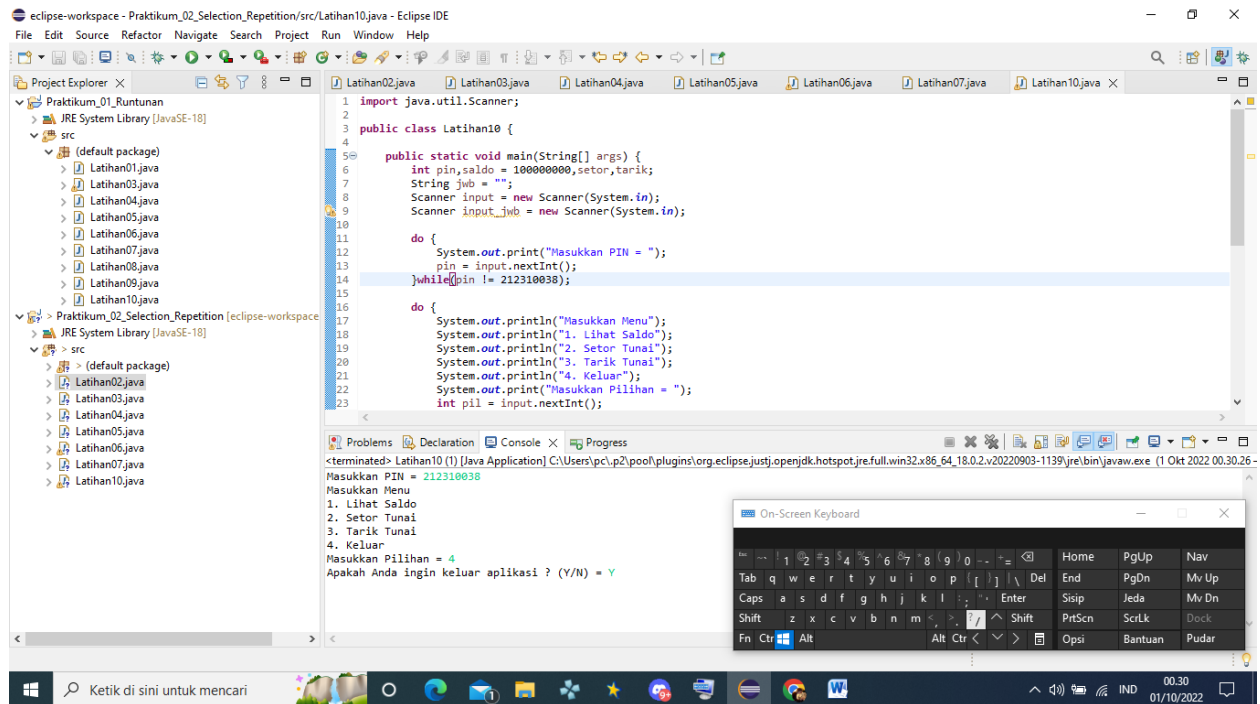 eclipse-workspace - Praktikum_02_Selection_Repetition/src/Latihan10.java - Eclipse IDE
File Edit Source Refactor Navigate Search Project Run Window Help
Project Explorer
Latihan02.java Latihan03.java Latihan04.java Latihan05.java Latihan06.java Latihan07.java Latihan10.java
Praktikum_01_Runtunan
JRE System Library [JavaSE-18]
src
(default package)
Latihan01.java
Latihan03.java
Latihan04.java
Latihan05.java
Latihan06.java
Latihan07.java
Latihan08.java
Latihan09.java
Latihan10.java
> Praktikum_02_Selection_Repetition [eclipse-workspace
JRE System Library [JavaSE-18]
> src
> (default package)
Latihan02.java
Latihan03.java
Latihan04.java
Latihan05.java
Latihan06.java
Latihan07.java
Latihan10.java
1 import java.util.Scanner;
2
3 public class Latihan10 {
4
5 public static void main(String[] args) {
6 int pin,saldo = 100000000,setor,tarik;
7 String jwb = "";
8 Scanner input = new Scanner(System.in);
9 Scanner input_jwb = new Scanner(System.in);
10
11 do {
12 System.out.print("Masukkan PIN = ");
13 pin = input.nextInt();
14 }while(pin != 212310038);
15
16 do {
17 System.out.println("Masukkan Menu");
18 System.out.println("1. Lihat Saldo");
19 System.out.println("2. Setor Tunai");
20 System.out.println("3. Tarik Tunai");
21 System.out.println("4. Keluar");
22 System.out.print("Masukkan Pilihan = ");
23 int pil = input.nextInt();
Problems Declaration Console Progress
<terminated> Latihan10 (1) [Java Application] C:\Users\pc\.p2\pool\plugins\org.eclipse.justj.openjdk.hotspot.jre.full.win32.x86_64_18.0.2.v20220903-1139\jre\bin\javaw.exe (1 Okt 2022 00.30.26 –
Masukkan PIN = 212310038
Masukkan Menu
1. Lihat Saldo
2. Setor Tunai
3. Tarik Tunai
4. Keluar
Masukkan Pilihan = 4
Apakah Anda ingin keluar aplikasi ? (Y/N) = Y
On-Screen Keyboard
! 1 @ 2 # 3 $ 4 % 5 ^ 6 & 7 * 8 ( 9 ) 0 _ - + = Home PgUp Nav
Tab q w e r t y u i o p { [ } ] | \ Del End PgDn Mv Up
Caps a s d f g h j k l : ; " ' Enter Sisip Jeda Mv Dn
Shift z x c v b n m < , > . ? / Shift PrtScn ScrLk Dock
Fn Ctr Alt Alt Ctr Opsi Bantuan Pudar
Ketik di sini untuk mencari
1
9+
IND
00.30
01/10/2022